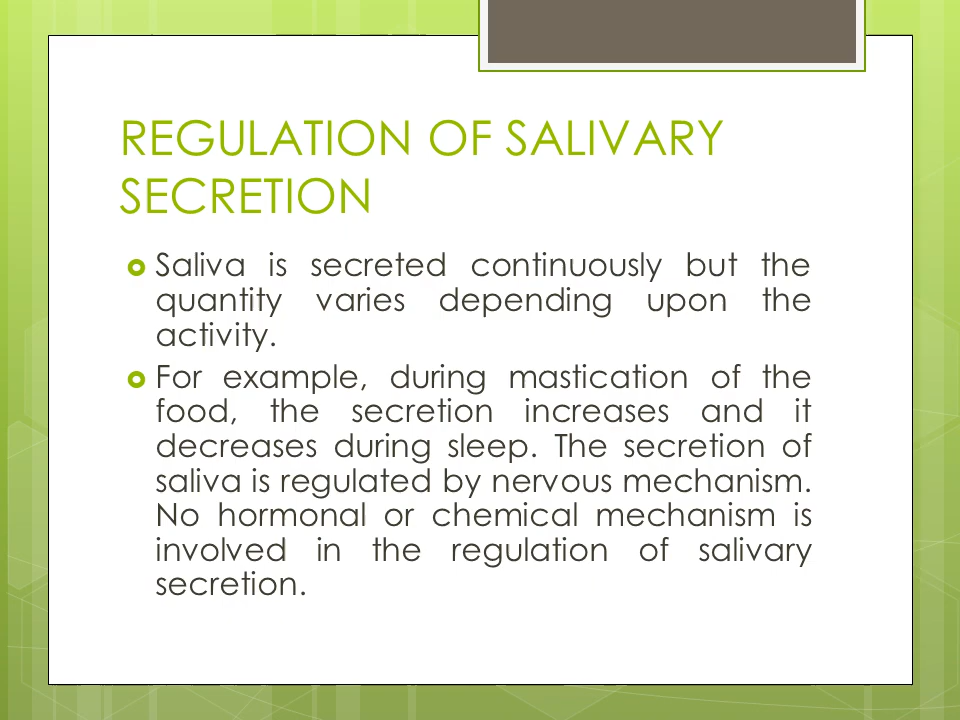 REGULATION OF SALIVARY
SECRETION
Saliva is secreted continuously but the
quantity varies depending upon the
activity.
For example, during mastication of the
food, the secretion increases and it
decreases during sleep. The secretion of
saliva is regulated by nervous mechanism.
No hormonal or chemical mechanism is
involved in the regulation of salivary
secretion.